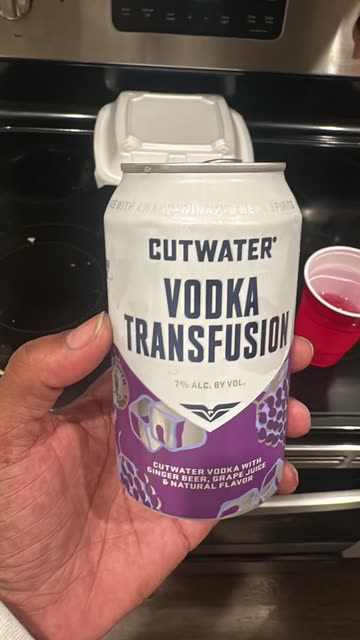 CUTWATER®
VODKA
TRANSFUSION
7% ALC. BY VOL.
CUTWATER VODKA WITH
GINGER BEER, GRAPE JUICE
& NATURAL FLAVOR